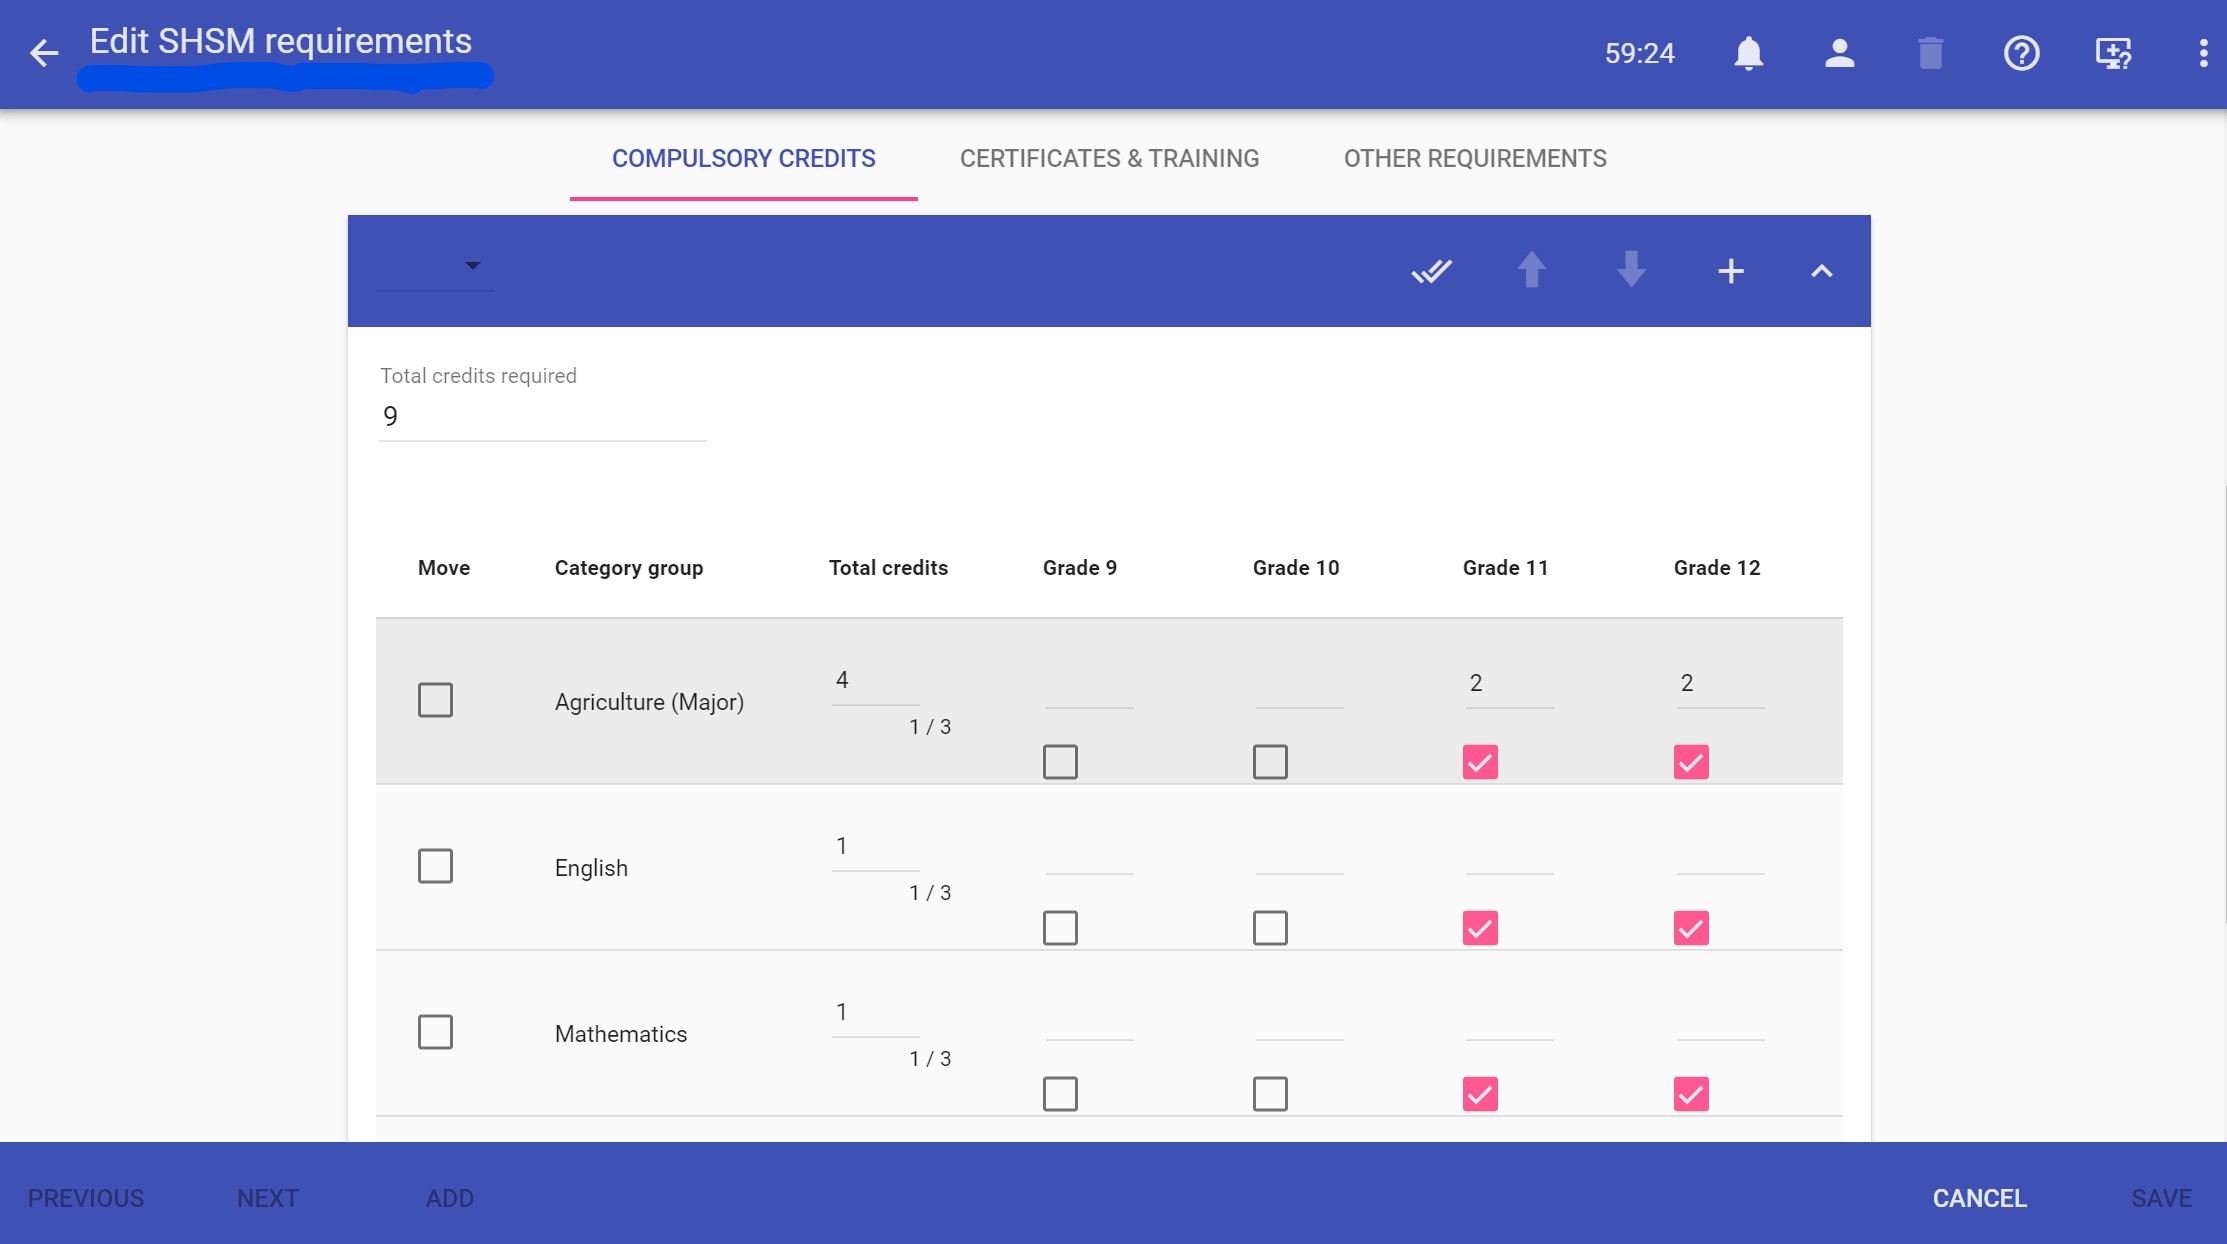 Edit SHSM requirements
59:24
COMPULSORY CREDITS CERTIFICATES & TRAINING OTHER REQUIREMENTS
Total credits required
9
Move Category group Total credits Grade 9 Grade 10 Grade 11 Grade 12
Agriculture (Major) 4 2 2
1 / 3
English 1
1 / 3
Mathematics 1
1 / 3
PREVIOUS NEXT ADD CANCEL SAVE